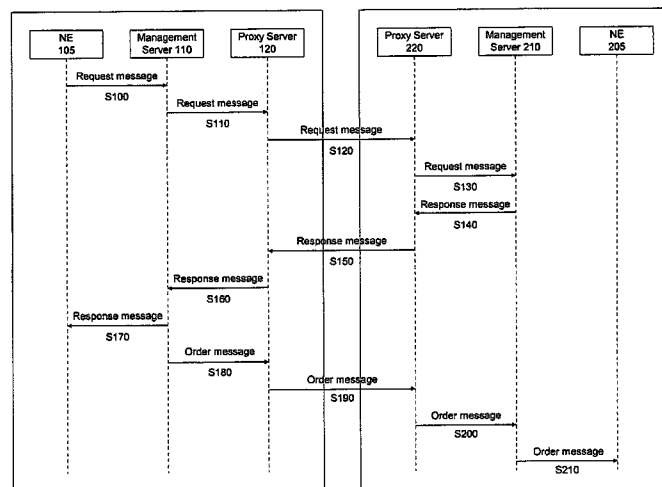 NE
105
Management
Server 110
Proxy Server
120
Proxy Server
220
Management
Server 210
NE
205
Request message
S100
Request message
S110
Request message
S120
Request message
S130
Response message
S140
Response message
S150
Response message
S160
Response message
S170
Order message
S180
Order message
S190
Order message
S200
Order message
S210